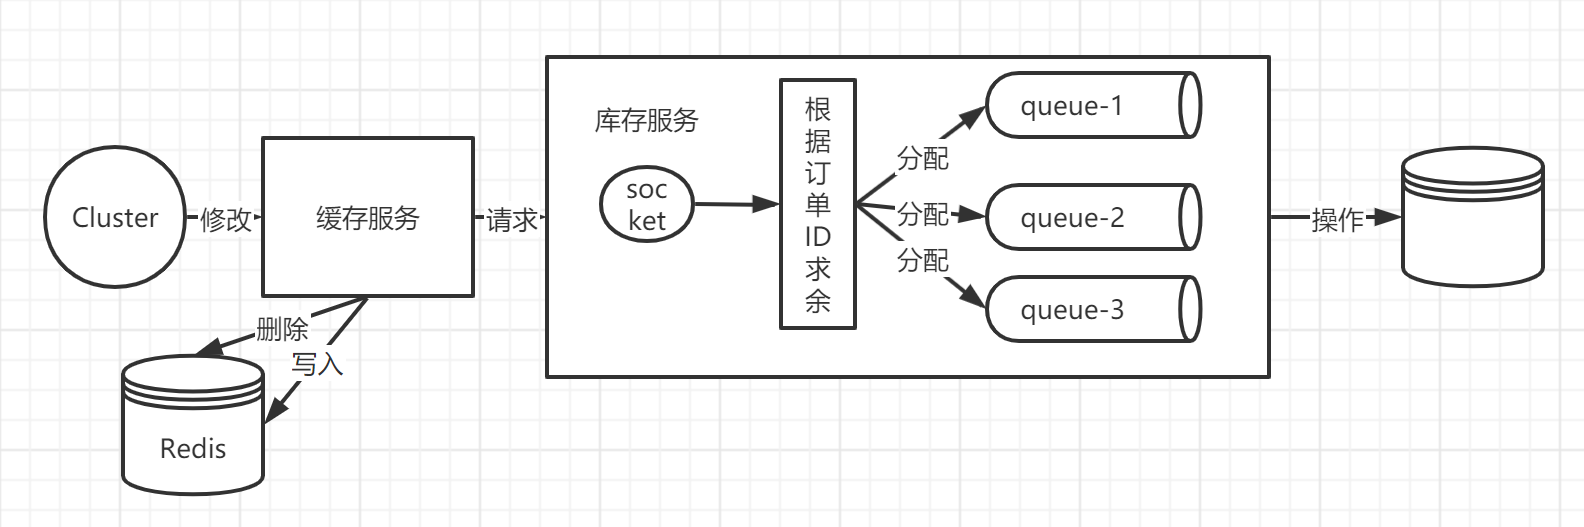 Cluster
修改
缓存服务
删除
写入
Redis
请求
库存服务
soc
ket
根
据
订
单
ID
求
余
分配
分配
分配
queue-1
queue-2
queue-3
操作